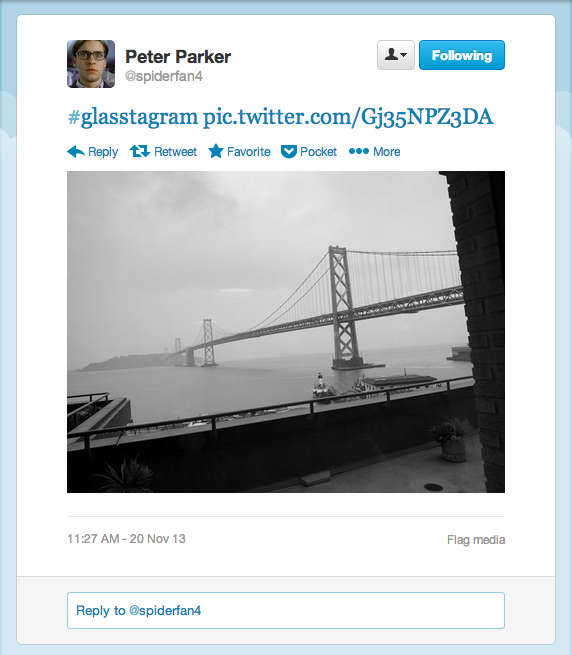 Peter Parker
@spiderfan4
Following
#glasstagram pic.twitter.com/Gj35NPZ3DA
Reply Retweet Favorite Pocket More
11:27 AM - 20 Nov 13
Flag media
Reply to @spiderfan4